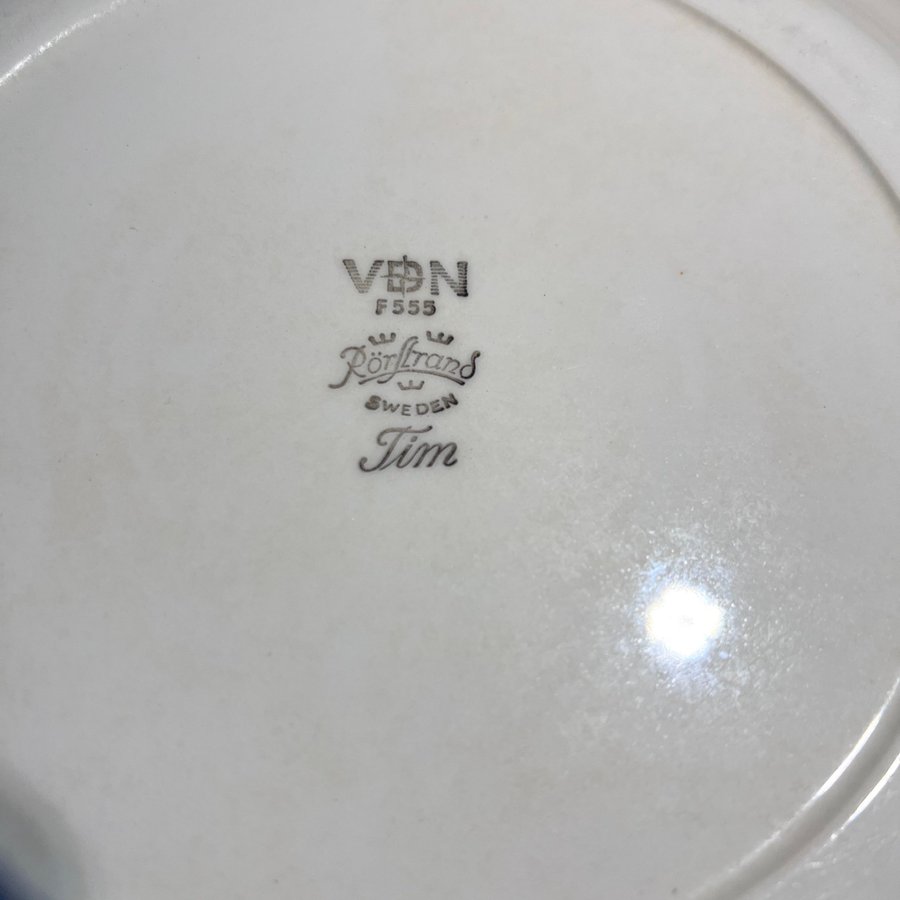 VDN
F555
Rörstrand
SWEDEN
Tim